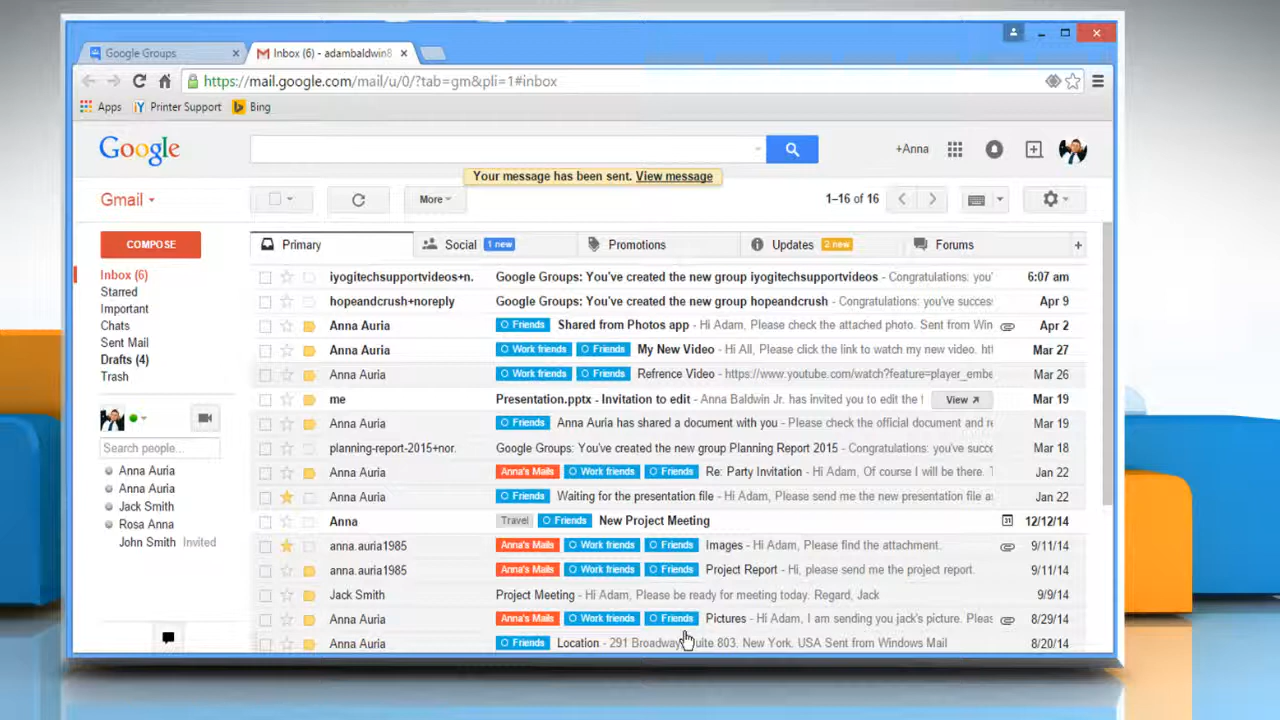 Google Groups
Inbox (6) - adambaldwin8
https://mail.google.com/mail/u/0/?tab=gm&pli=1#inbox
Apps Printer Support Bing
Google
+Anna
Your message has been sent. View message
Gmail
More
1–16 of 16
COMPOSE
Primary
Social 1 new
Promotions
Updates 2 new
Forums
+
Inbox (6)
Starred
Important
Chats
Sent Mail
Drafts (4)
Trash
Search people...
Anna Auria
Anna Auria
Jack Smith
Rosa Anna
John Smith Invited
iyogitechsupportvideos+n. Google Groups: You've created the new group iyogitechsupportvideos - Congratulations: you' 6:07 am
hopeandcrush+noreply Google Groups: You've created the new group hopeandcrush - Congratulations: you've succes Apr 9
Anna Auria Friends Shared from Photos app - Hi Adam, Please check the attached photo. Sent from Win Apr 2
Anna Auria Work friends Friends My New Video - Hi All, Please click the link to watch my new video. ht Mar 27
Anna Auria Work friends Friends Refrence Video - https://www.youtube.com/watch?feature=player_embe Mar 26
me Presentation.pptx - Invitation to edit - Anna Baldwin Jr. has invited you to edit the f View Mar 19
Anna Auria Friends Anna Auria has shared a document with you - Please check the official document and re Mar 19
planning-report-2015+nor. Google Groups: You've created the new group Planning Report 2015 - Congratulations: you've succe Mar 18
Anna Auria Anna's Mails Work friends Friends Re: Party Invitation - Hi Adam, Of course I will be there. T Jan 22
Anna Auria Friends Waiting for the presentation file - Hi Adam, Please send me the new presentation file a Jan 22
Anna Travel Friends New Project Meeting 31 12/12/14
anna.auria1985 Anna's Mails Work friends Friends Images - Hi Adam, Please find the attachment. 9/11/14
anna.auria1985 Anna's Mails Work friends Friends Project Report - Hi, please send me the project report. 9/11/14
Jack Smith Project Meeting - Hi Adam, Please be ready for meeting today. Regard, Jack 9/9/14
Anna Auria Anna's Mails Work friends Friends Pictures - Hi Adam, I am sending you jack's picture. Pleas 8/29/14
Anna Auria Friends Location - 291 Broadway Suite 803. New York. USA Sent from Windows Mail 8/20/14